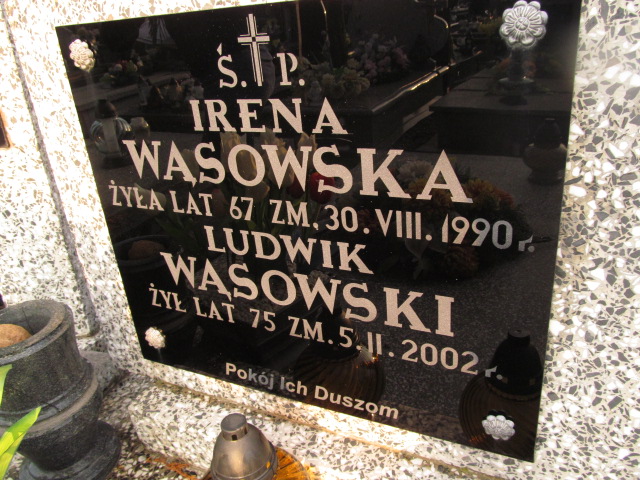 Ś. P.
IRENA
WĄSOWSKA
ŻYŁA LAT 67 ZM. 30. VIII. 1990 r.
LUDWIK
WĄSOWSKI
ŻYŁ LAT 75 ZM. 5. II. 2002 r.
Pokój Ich Duszom